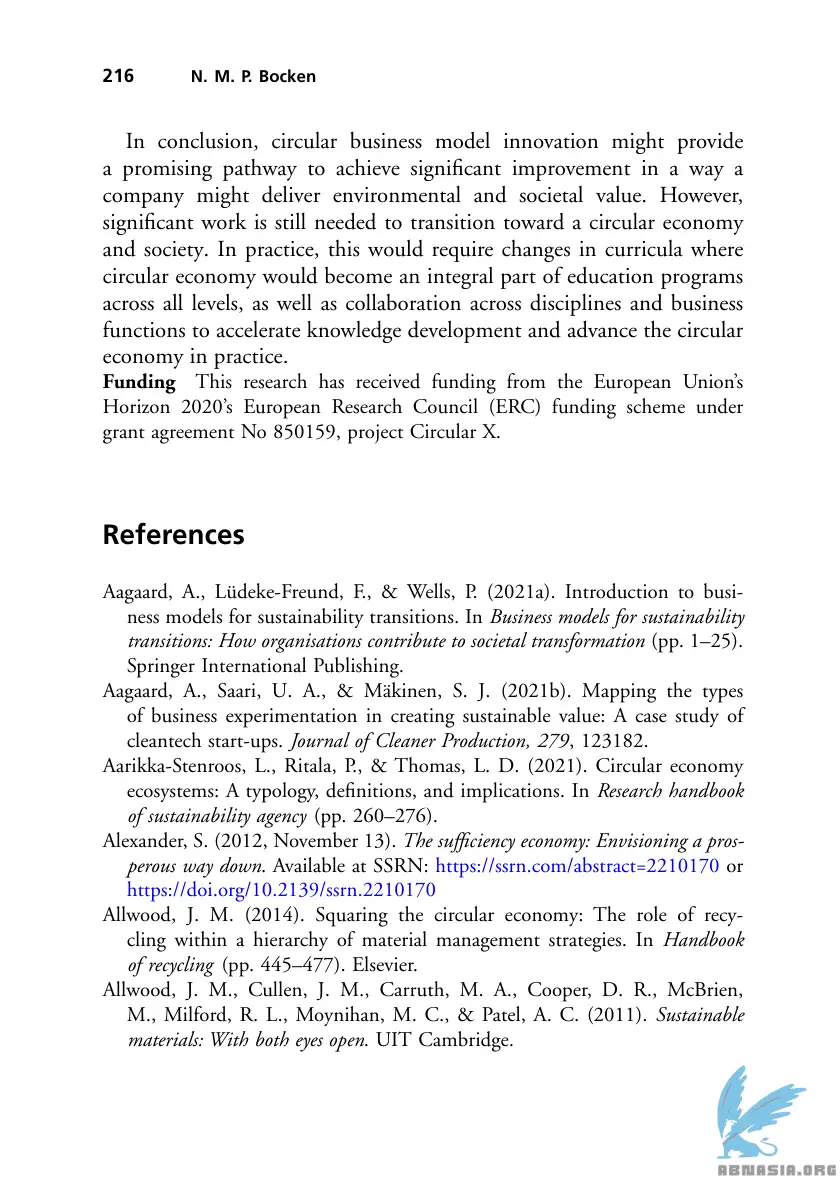 216 N. M. P. Bocken
In conclusion, circular business model innovation might provide
a promising pathway to achieve significant improvement in a way a
company might deliver environmental and societal value. However,
significant work is still needed to transition toward a circular economy
and society. In practice, this would require changes in curricula where
circular economy would become an integral part of education programs
across all levels, as well as collaboration across disciplines and business
functions to accelerate knowledge development and advance the circular
economy in practice.
Funding This research has received funding from the European Union’s
Horizon 2020’s European Research Council (ERC) funding scheme under
grant agreement No 850159, project Circular X.
References
Aagaard, A., Lüdeke-Freund, F., & Wells, P. (2021a). Introduction to busi-
ness models for sustainability transitions. In Business models for sustainability
transitions: How organisations contribute to societal transformation (pp. 1–25).
Springer International Publishing.
Aagaard, A., Saari, U. A., & Mäkinen, S. J. (2021b). Mapping the types
of business experimentation in creating sustainable value: A case study of
cleantech start-ups. Journal of Cleaner Production, 279, 123182.
Aarikka-Stenroos, L., Ritala, P., & Thomas, L. D. (2021). Circular economy
ecosystems: A typology, definitions, and implications. In Research handbook
of sustainability agency (pp. 260–276).
Alexander, S. (2012, November 13). The sufficiency economy: Envisioning a pros-
perous way down. Available at SSRN: https://ssrn.com/abstract=2210170 or
https://doi.org/10.2139/ssrn.2210170
Allwood, J. M. (2014). Squaring the circular economy: The role of recy-
cling within a hierarchy of material management strategies. In Handbook
of recycling (pp. 445–477). Elsevier.
Allwood, J. M., Cullen, J. M., Carruth, M. A., Cooper, D. R., McBrien,
M., Milford, R. L., Moynihan, M. C., & Patel, A. C. (2011). Sustainable
materials: With both eyes open. UIT Cambridge.
ABNASIA.ORG